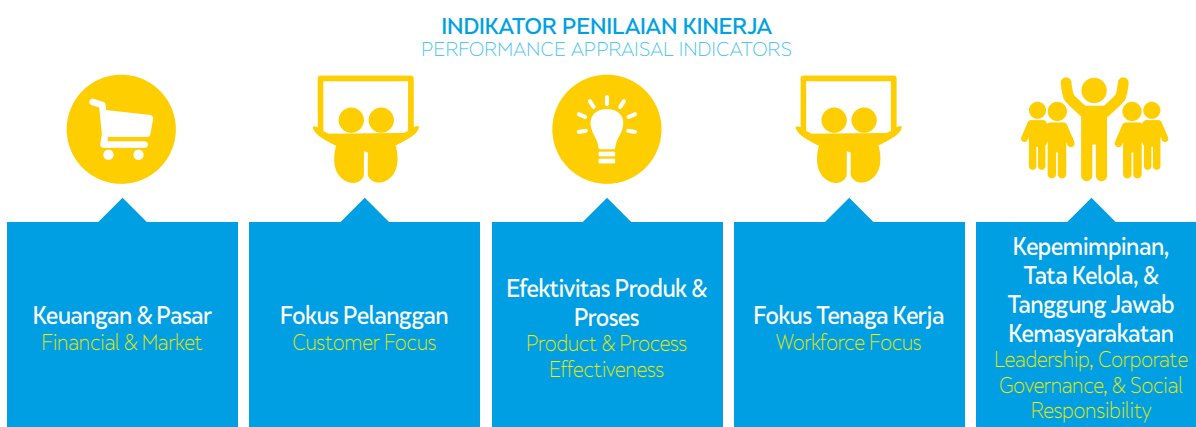 INDIKATOR PENILAIAN KINERJA
PERFORMANCE APPRAISAL INDICATORS
Keuangan & Pasar
Financial & Market
Fokus Pelanggan
Customer Focus
Efektivitas Produk &
Proses
Product & Process
Effectiveness
Fokus Tenaga Kerja
Workforce Focus
Kepemimpinan,
Tata Kelola, &
Tanggung Jawab
Kemasyarakatan
Leadership, Corporate
Governance, & Social
Responsibility